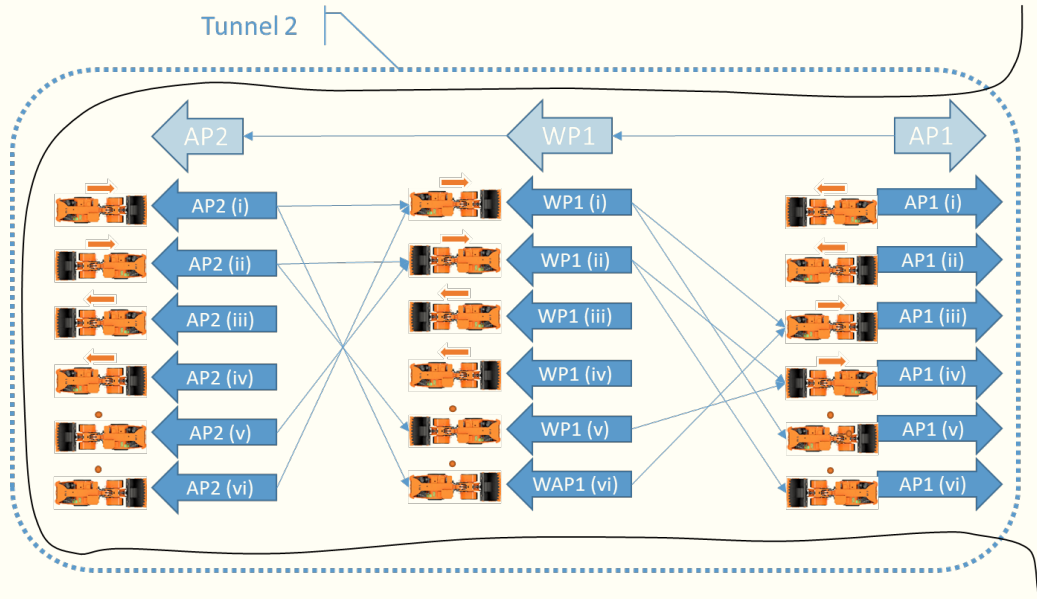 Tunnel 2
AP2 WP1 AP1
AP2 (i) WP1 (i) AP1 (i)
AP2 (ii) WP1 (ii) AP1 (ii)
AP2 (iii) WP1 (iii) AP1 (iii)
AP2 (iv) WP1 (iv) AP1 (iv)
AP2 (v) WP1 (v) AP1 (v)
AP2 (vi) WAP1 (vi) AP1 (vi)